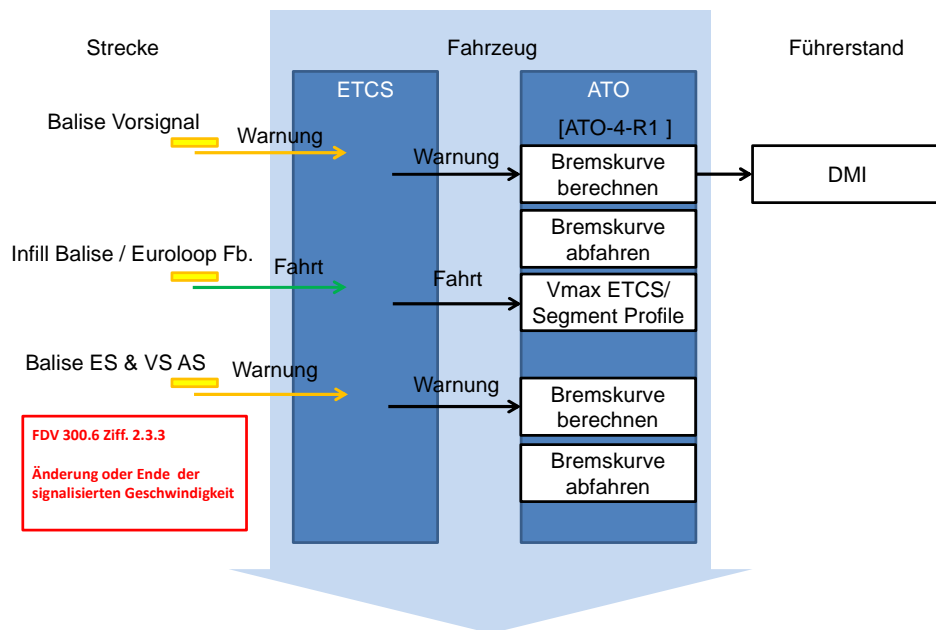 Strecke
Fahrzeug
Führerstand
ETCS
ATO
[ATO-4-R1 ]
Balise Vorsignal
Warnung
Warnung
Bremskurve
berechnen
DMI
Bremskurve
abfahren
Infill Balise / Euroloop Fb.
Fahrt
Fahrt
Vmax ETCS/
Segment Profile
Balise ES & VS AS
Warnung
Warnung
Bremskurve
berechnen
Bremskurve
abfahren
FDV 300.6 Ziff. 2.3.3
Änderung oder Ende der
signalisierten Geschwindigkeit